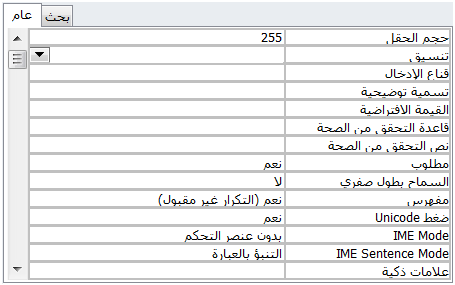 عام بحث
حجم الحقل 255
تنسيق
قناع الإدخال
تسمية توضيحية
القيمة الافتراضية
قاعدة التحقق من الصحة
نص التحقق من الصحة
مطلوب نعم
السماح بطول صفري لا
مفهرس نعم (التكرار غير مقبول)
ضغط Unicode نعم
IME Mode بدون عنصر التحكم
IME Sentence Mode التنبؤ بالعبارة
علامات ذكية